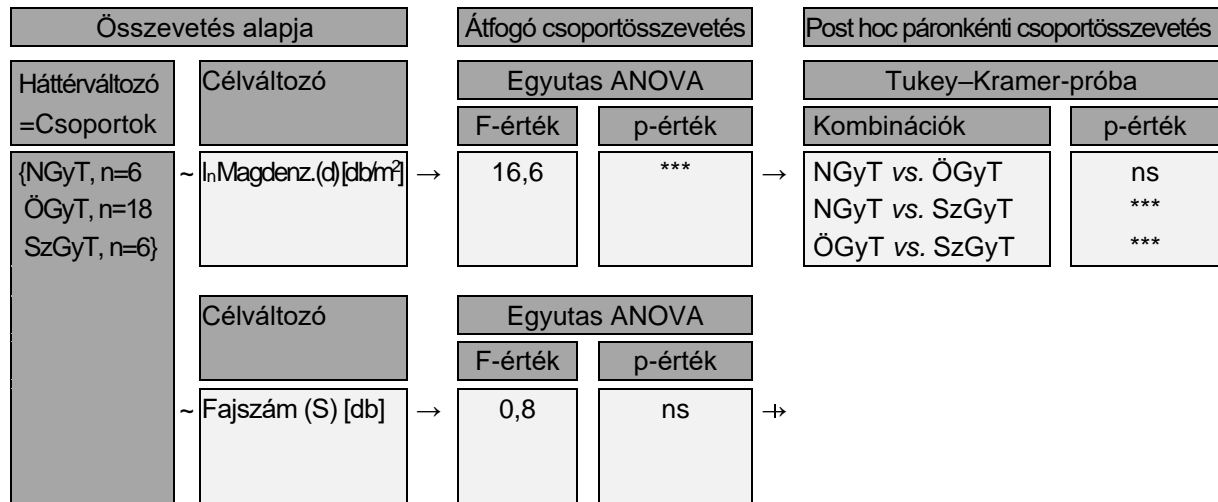 Összevetés alapja
Átfogó csoportösszevetés
Post hoc páronkénti csoportösszevetés
Háttérváltozó
=Csoportok
Célváltozó
Egyutas ANOVA
Tukey–Kramer-próba
F-érték
p-érték
Kombinációk
p-érték
{NGyT, n=6
ÖGyT, n=18
SzGyT, n=6}
~ lnMagdenz.(d)[db/m²] →
16,6
***
→
NGyT vs. ÖGyT
ns
NGyT vs. SzGyT
***
ÖGyT vs. SzGyT
***
Célváltozó
Egyutas ANOVA
F-érték
p-érték
~ Fajszám (S) [db] →
0,8
ns
↛